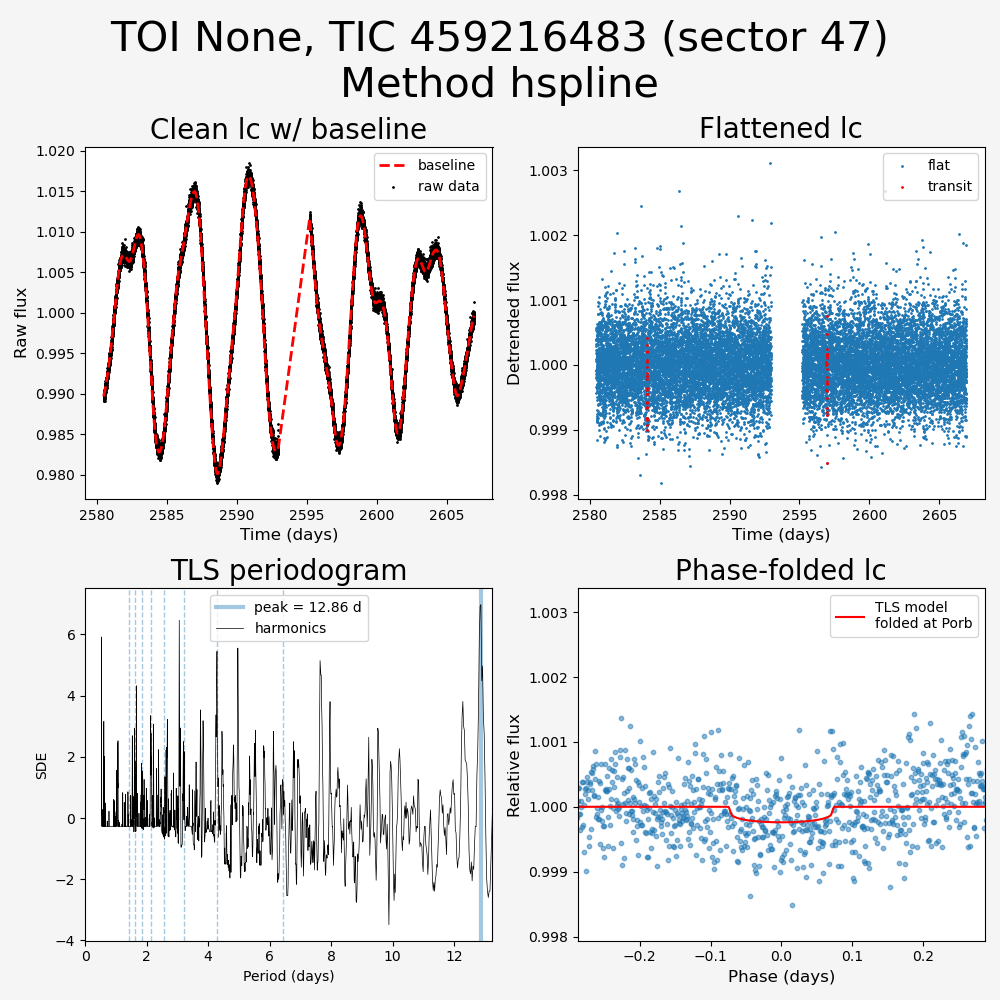 TOI None, TIC 459216483 (sector 47)
Method hspline
Clean lc w/ baseline
Raw flux
1.020
1.015
1.010
1.005
1.000
0.995
0.990
0.985
0.980
baseline
raw data
2580
2585
2590
2595
2600
2605
Time (days)
Flattened lc
Detrended flux
1.003
1.002
1.001
1.000
0.999
0.998
flat
transit
2580
2585
2590
2595
2600
2605
Time (days)
TLS periodogram
SDE
6
4
2
0
−2
−4
peak = 12.86 d
harmonics
0
2
4
6
8
10
12
Period (days)
Phase-folded lc
Relative flux
1.003
1.002
1.001
1.000
0.999
0.998
TLS model
folded at Porb
−0.2
−0.1
0.0
0.1
0.2
Phase (days)